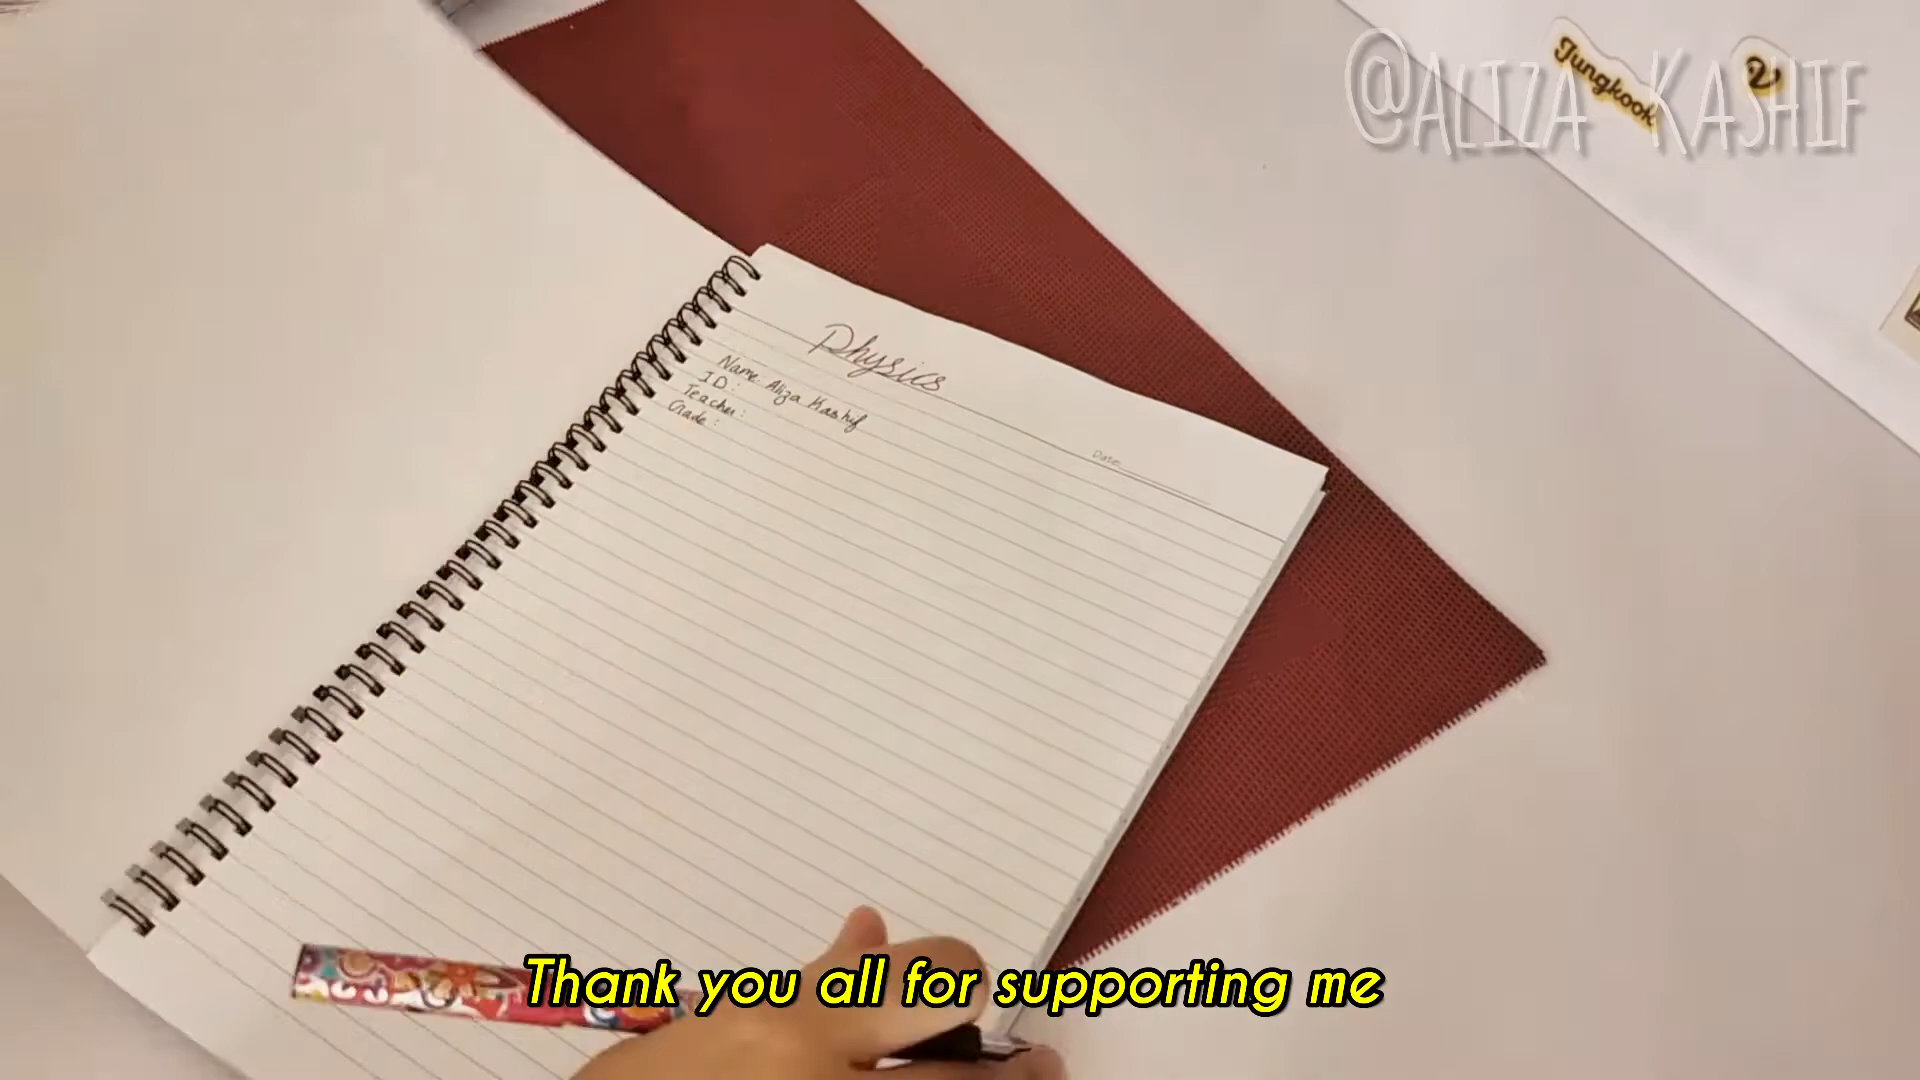 @ALIZA KASHIF
Jungkook
V
Physics
Name: Aliza Kashif
ID:
Teacher:
Grade:
Date:
Thank you all for supporting me